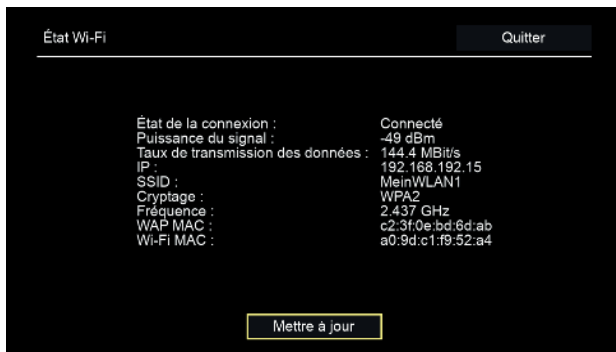 État Wi-Fi
Quitter
État de la connexion : Connecté
Puissance du signal : -49 dBm
Taux de transmission des données : 144.4 MBit/s
IP : 192.168.192.15
SSID : MeinWLAN1
Cryptage : WPA2
Fréquence : 2.437 GHz
WAP MAC : c2:3f:0e:bd:6d:ab
Wi-Fi MAC : a0:9d:c1:f9:52:a4
Mettre à jour